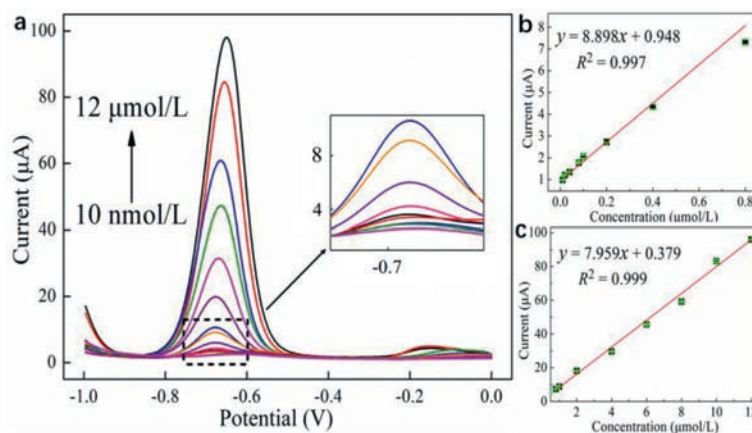 a
100
80
60
40
20
0
Current (μA)
12 μmol/L
10 nmol/L
8
4
-0.7
-1.0
-0.8
-0.6
-0.4
-0.2
0.0
Potential (V)
b
y = 8.898x + 0.948
R² = 0.997
8
7
6
5
4
3
2
1
Current (μA)
0.0
0.2
0.4
0.6
0.8
Concentration (μmol/L)
c
y = 7.959x + 0.379
R² = 0.999
100
80
60
40
20
0
Current (μA)
2
4
6
8
10
12
Concentration (μmol/L)